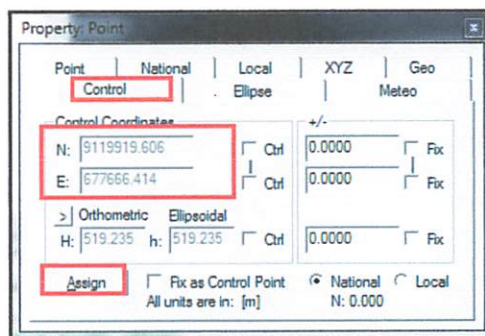 Property: Point
Point National Local XYZ Geo
Control Ellipse Meteo
Control Coordinates +/-
N: 9119919.606 Ctrl 0.0000 Fix
E: 677666.414 Ctrl 0.0000 Fix
> Orthometric Ellipsoidal
H: 519.235 h: 519.235 Ctrl 0.0000 Fix
Assign Fix as Control Point National Local
All units are in: [m] N: 0.000